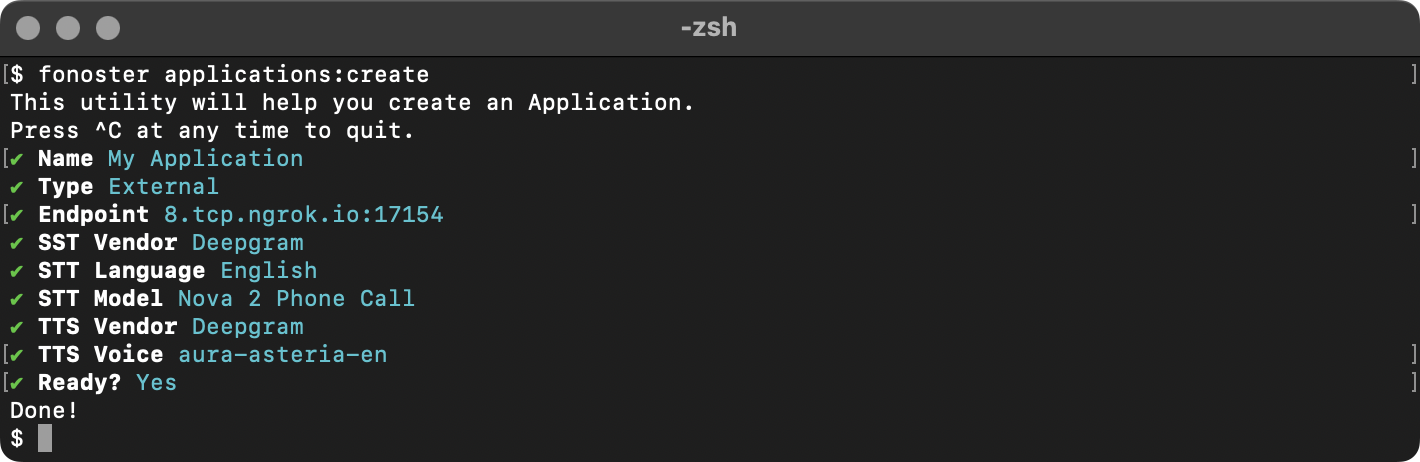 -zsh
[$ fonoster applications:create ]
This utility will help you create an Application.
Press ^C at any time to quit.
[✔ Name My Application ]
✔ Type External
[✔ Endpoint 8.tcp.ngrok.io:17154 ]
✔ SST Vendor Deepgram
✔ STT Language English
✔ STT Model Nova 2 Phone Call
✔ TTS Vendor Deepgram
[✔ TTS Voice aura-asteria-en ]
[✔ Ready? Yes ]
Done!
$